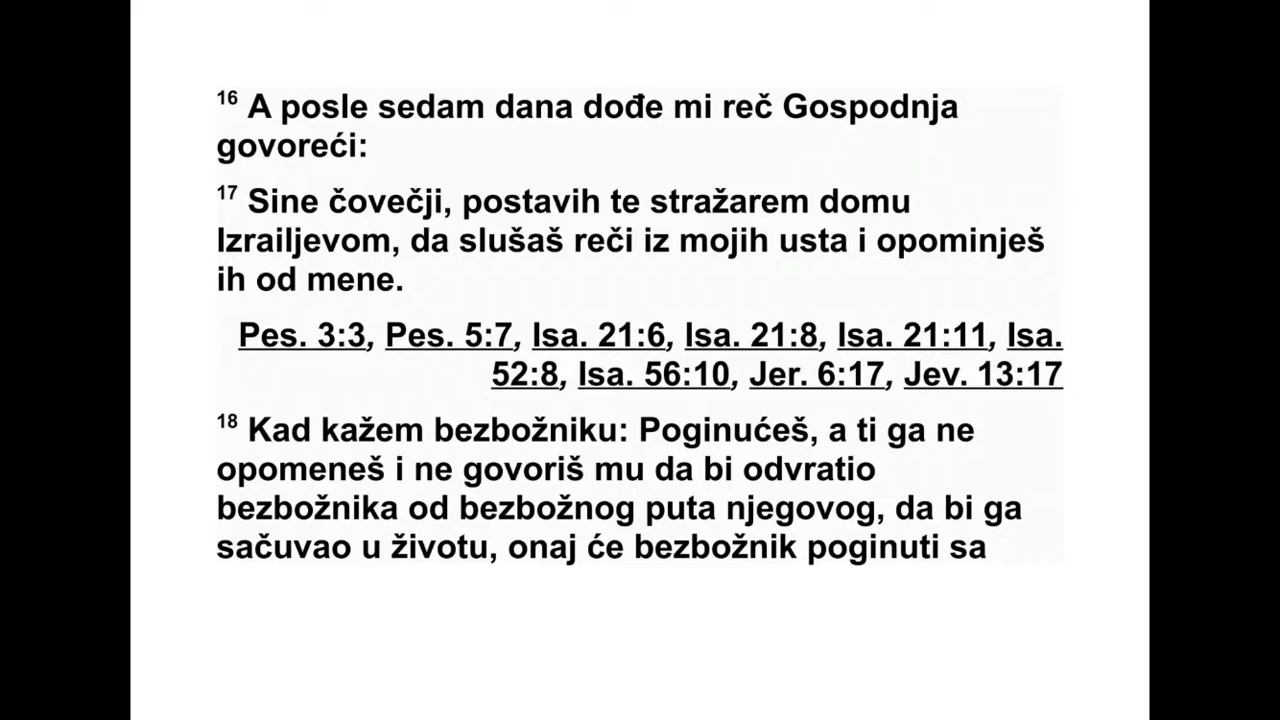 16 A posle sedam dana dođe mi reč Gospodnja
govoreći:
17 Sine čovečji, postavih te stražarem domu
Izrailjevom, da slušaš reči iz mojih usta i opominješ
ih od mene.
Pes. 3:3, Pes. 5:7, Isa. 21:6, Isa. 21:8, Isa. 21:11, Isa.
52:8, Isa. 56:10, Jer. 6:17, Jev. 13:17
18 Kad kažem bezbožniku: Poginućeš, a ti ga ne
opomeneš i ne govoriš mu da bi odvratio
bezbožnika od bezbožnog puta njegovog, da bi ga
sačuvao u životu, onaj će bezbožnik poginuti sa